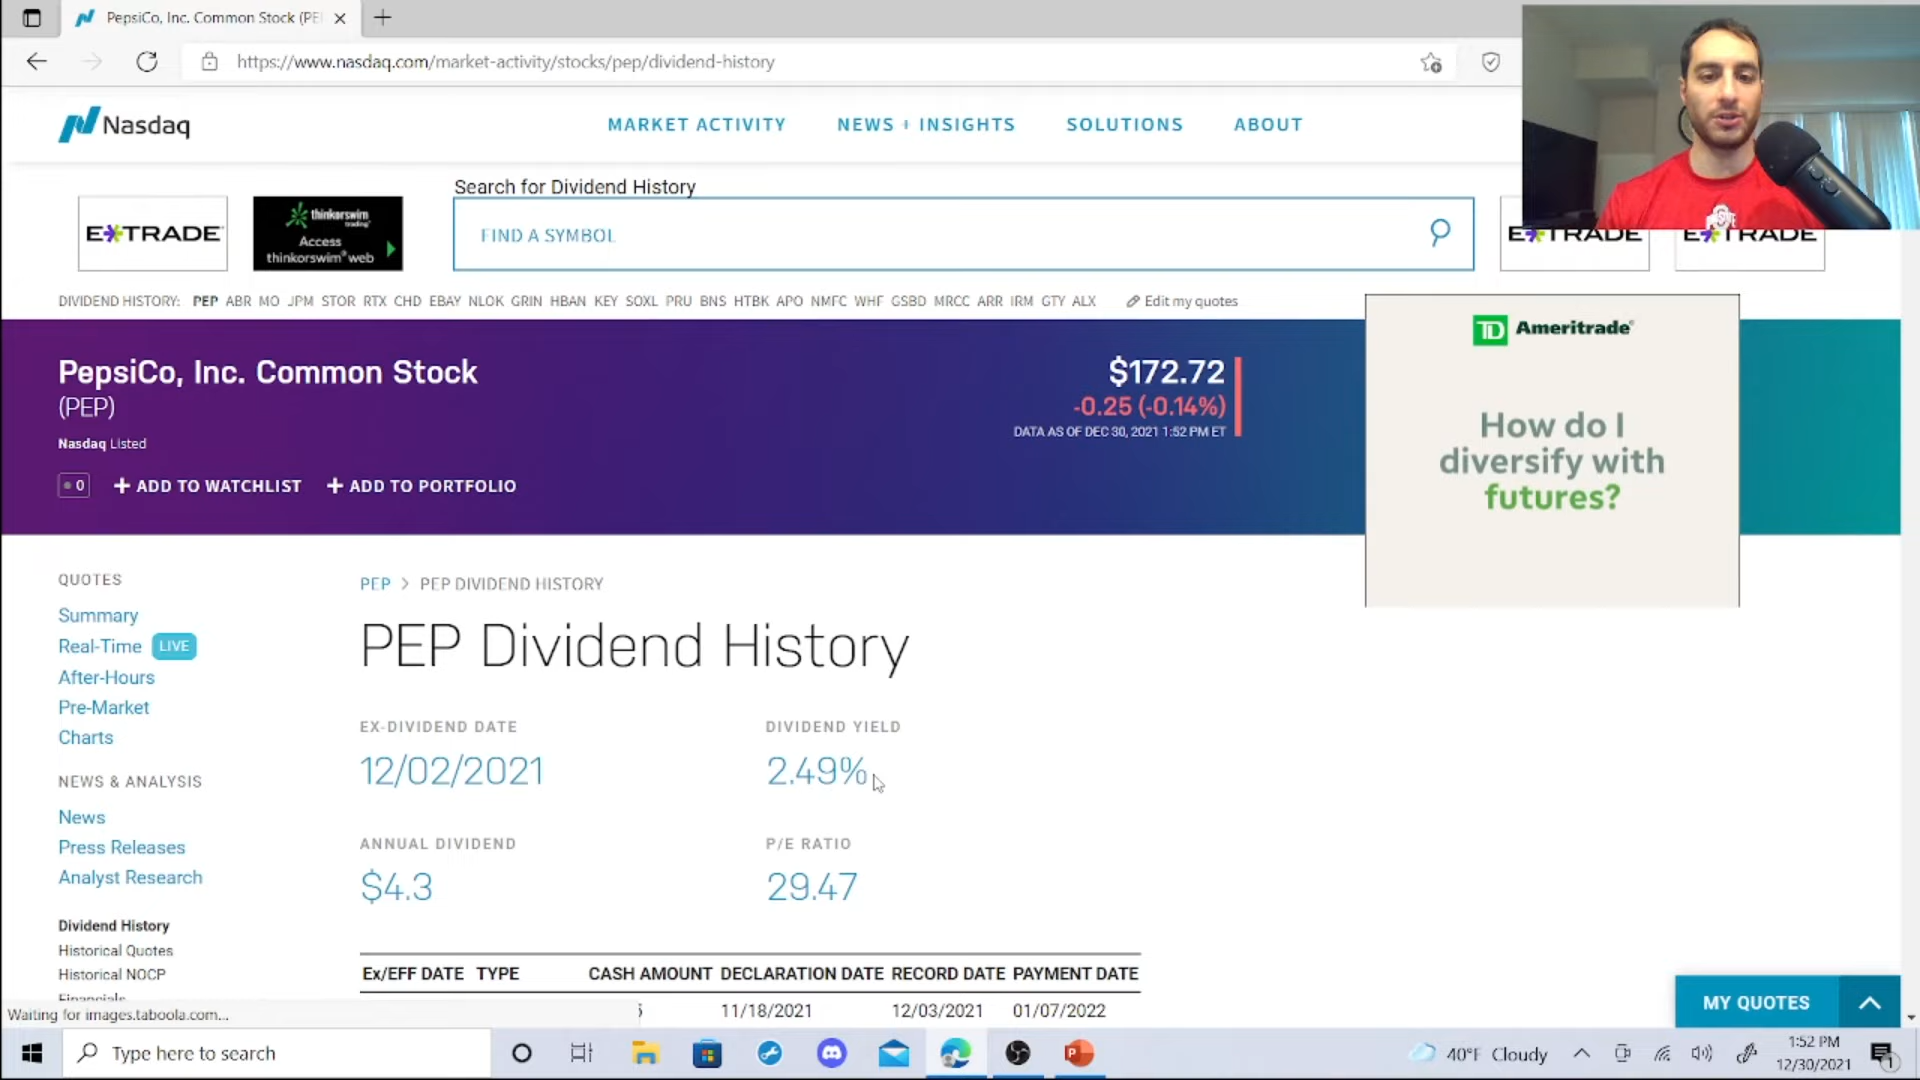 PepsiCo, Inc. Common Stock (PE
https://www.nasdaq.com/market-activity/stocks/pep/dividend-history
Nasdaq
MARKET ACTIVITY
NEWS + INSIGHTS
SOLUTIONS
ABOUT
Search for Dividend History
E*TRADE
thinkorswim
trading
Access
thinkorswim® web
FIND A SYMBOL
E*TRADE
E*TRADE
DIVIDEND HISTORY: PEP ABR MO JPM STOR RTX CHD EBAY NLOK GRIN HBAN KEY SOXL PRU BNS HTBK APO NMFC WHF GSBD MRCC ARR IRM GTY ALX Edit my quotes
PepsiCo, Inc. Common Stock
(PEP)
Nasdaq Listed
0
+ ADD TO WATCHLIST
+ ADD TO PORTFOLIO
$172.72
-0.25 (-0.14%)
DATA AS OF DEC 30, 2021 1:52 PM ET
TD Ameritrade®
How do I
diversify with
futures?
QUOTES
Summary
Real-Time LIVE
After-Hours
Pre-Market
Charts
NEWS & ANALYSIS
News
Press Releases
Analyst Research
Dividend History
Historical Quotes
Historical NOCP
Financials
PEP > PEP DIVIDEND HISTORY
PEP Dividend History
EX-DIVIDEND DATE
12/02/2021
DIVIDEND YIELD
2.49%
ANNUAL DIVIDEND
$4.3
P/E RATIO
29.47
Ex/EFF DATE TYPE CASH AMOUNT DECLARATION DATE RECORD DATE PAYMENT DATE
11/18/2021 12/03/2021 01/07/2022
MY QUOTES
Waiting for images.taboola.com...
Type here to search
40°F Cloudy
1:52 PM
12/30/2021
1